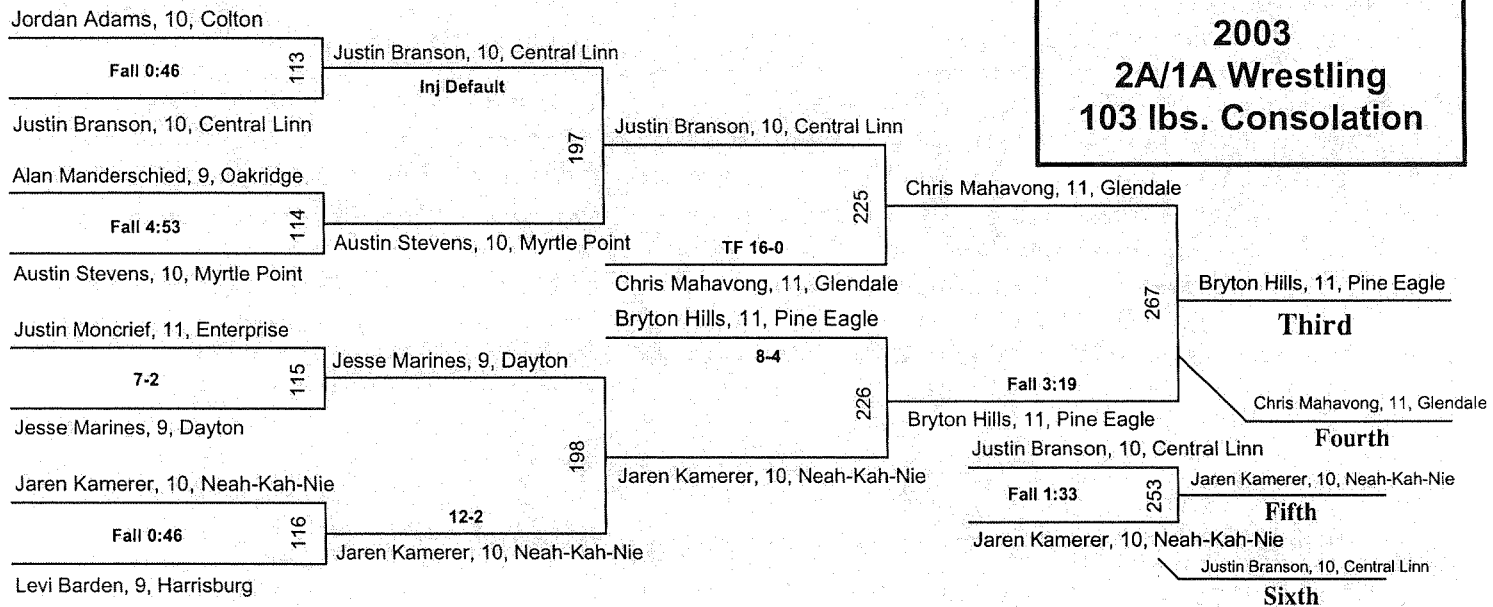 2003
2A/1A Wrestling
103 lbs. Consolation
Jordan Adams, 10, Colton
Fall 0:46
113
Justin Branson, 10, Central Linn
Alan Manderschied, 9, Oakridge
Fall 4:53
114
Austin Stevens, 10, Myrtle Point
Justin Moncrief, 11, Enterprise
7-2
115
Jesse Marines, 9, Dayton
Jaren Kamerer, 10, Neah-Kah-Nie
Fall 0:46
116
Levi Barden, 9, Harrisburg
Justin Branson, 10, Central Linn
Inj Default
197
Austin Stevens, 10, Myrtle Point
Jesse Marines, 9, Dayton
198
12-2
Jaren Kamerer, 10, Neah-Kah-Nie
Justin Branson, 10, Central Linn
225
TF 16-0
Chris Mahavong, 11, Glendale
Bryton Hills, 11, Pine Eagle
8-4
226
Jaren Kamerer, 10, Neah-Kah-Nie
Chris Mahavong, 11, Glendale
267
Fall 3:19
Bryton Hills, 11, Pine Eagle
Bryton Hills, 11, Pine Eagle
Third
Chris Mahavong, 11, Glendale
Fourth
Justin Branson, 10, Central Linn
Fall 1:33
253
Jaren Kamerer, 10, Neah-Kah-Nie
Jaren Kamerer, 10, Neah-Kah-Nie
Fifth
Justin Branson, 10, Central Linn
Sixth